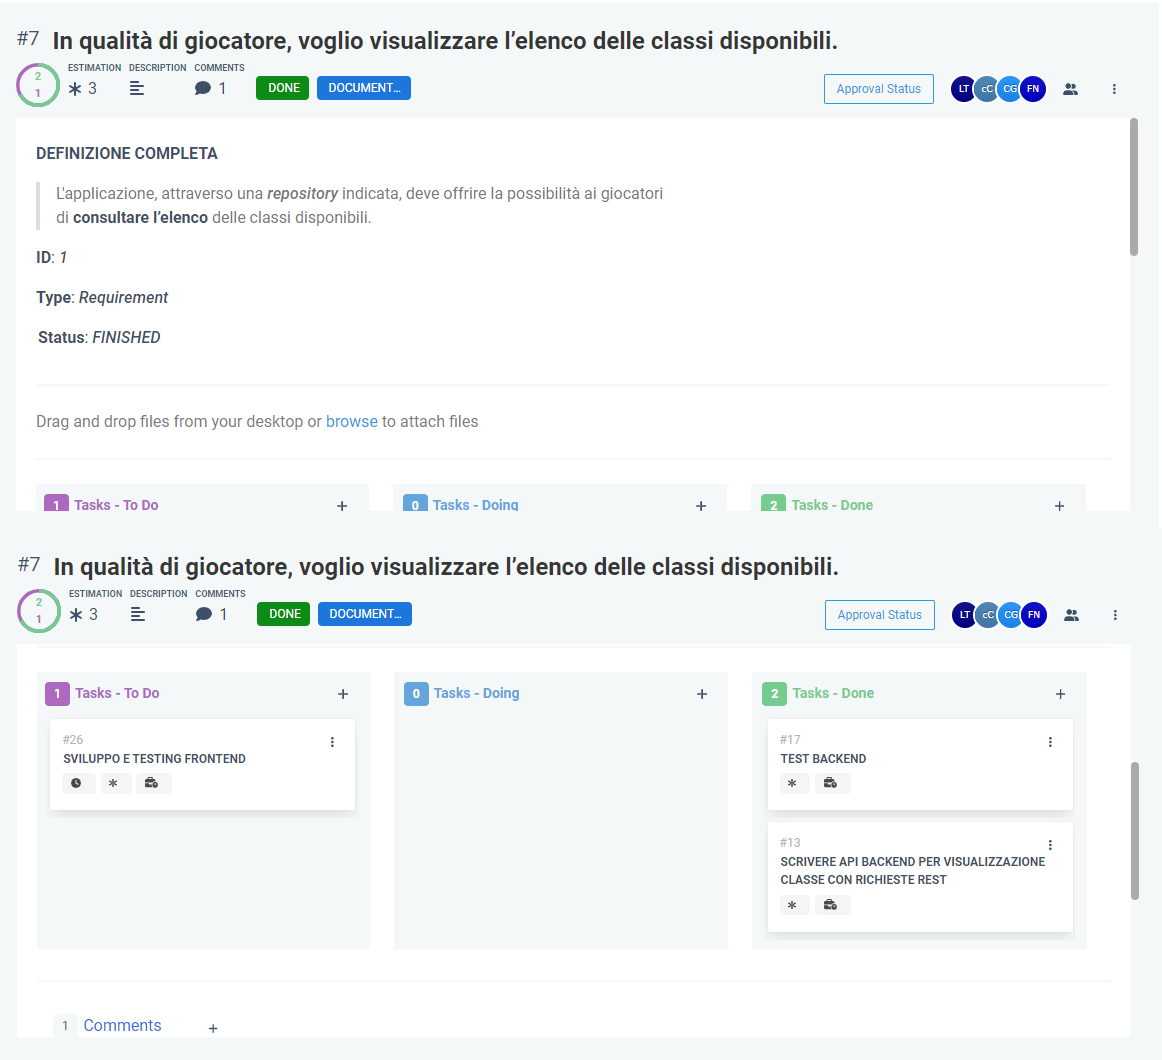 #7 In qualità di giocatore, voglio visualizzare l’elenco delle classi disponibili.
2
1
ESTIMATION DESCRIPTION COMMENTS
3 1
DONE DOCUMENT...
Approval Status
LT cC CG FN
DEFINIZIONE COMPLETA
L'applicazione, attraverso una repository indicata, deve offrire la possibilità ai giocatori
di consultare l’elenco delle classi disponibili.
ID: 1
Type: Requirement
Status: FINISHED
Drag and drop files from your desktop or browse to attach files
1 Tasks - To Do +
0 Tasks - Doing +
2 Tasks - Done +
#7 In qualità di giocatore, voglio visualizzare l’elenco delle classi disponibili.
2
1
ESTIMATION DESCRIPTION COMMENTS
3 1
DONE DOCUMENT...
Approval Status
LT cC CG FN
1 Tasks - To Do +
#26
SVILUPPO E TESTING FRONTEND
0 Tasks - Doing +
2 Tasks - Done +
#17
TEST BACKEND
#13
SCRIVERE API BACKEND PER VISUALIZZAZIONE
CLASSE CON RICHIESTE REST
1 Comments +